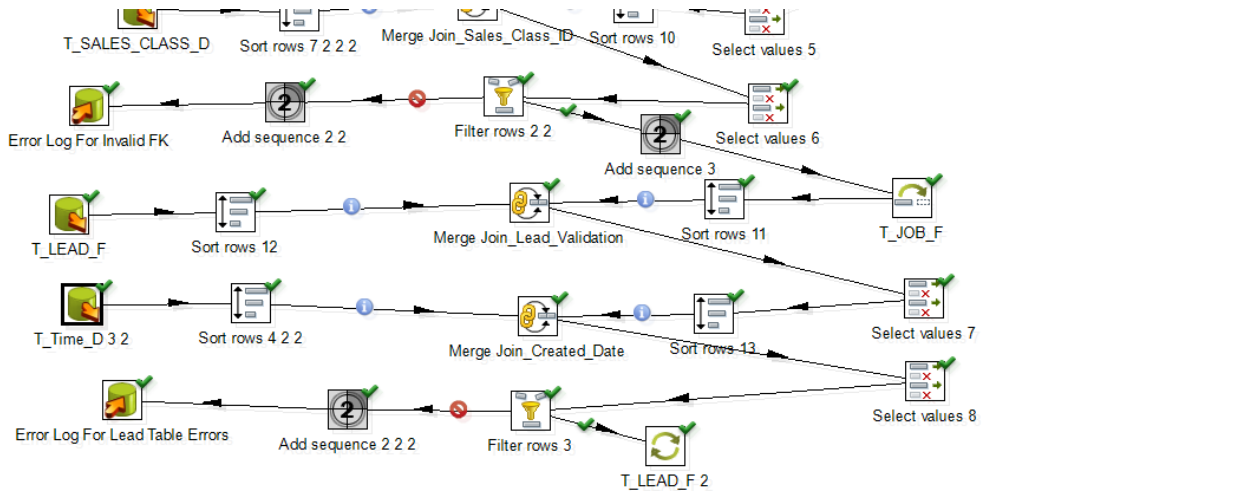 T_SALES_CLASS_D
Sort rows 7 2 2 2
Merge Join_Sales_Class_ID
Sort rows 10
Select values 5
Error Log For Invalid FK
2
Add sequence 2 2
Filter rows 2 2
2
Add sequence 3
Select values 6
T_LEAD_F
Sort rows 12
Merge Join_Lead_Validation
Sort rows 11
T_JOB_F
T_Time_D 3 2
Sort rows 4 2 2
Merge Join_Created_Date
Sort rows 13
Select values 7
Error Log For Lead Table Errors
2
Add sequence 2 2 2
Filter rows 3
T_LEAD_F 2
Select values 8